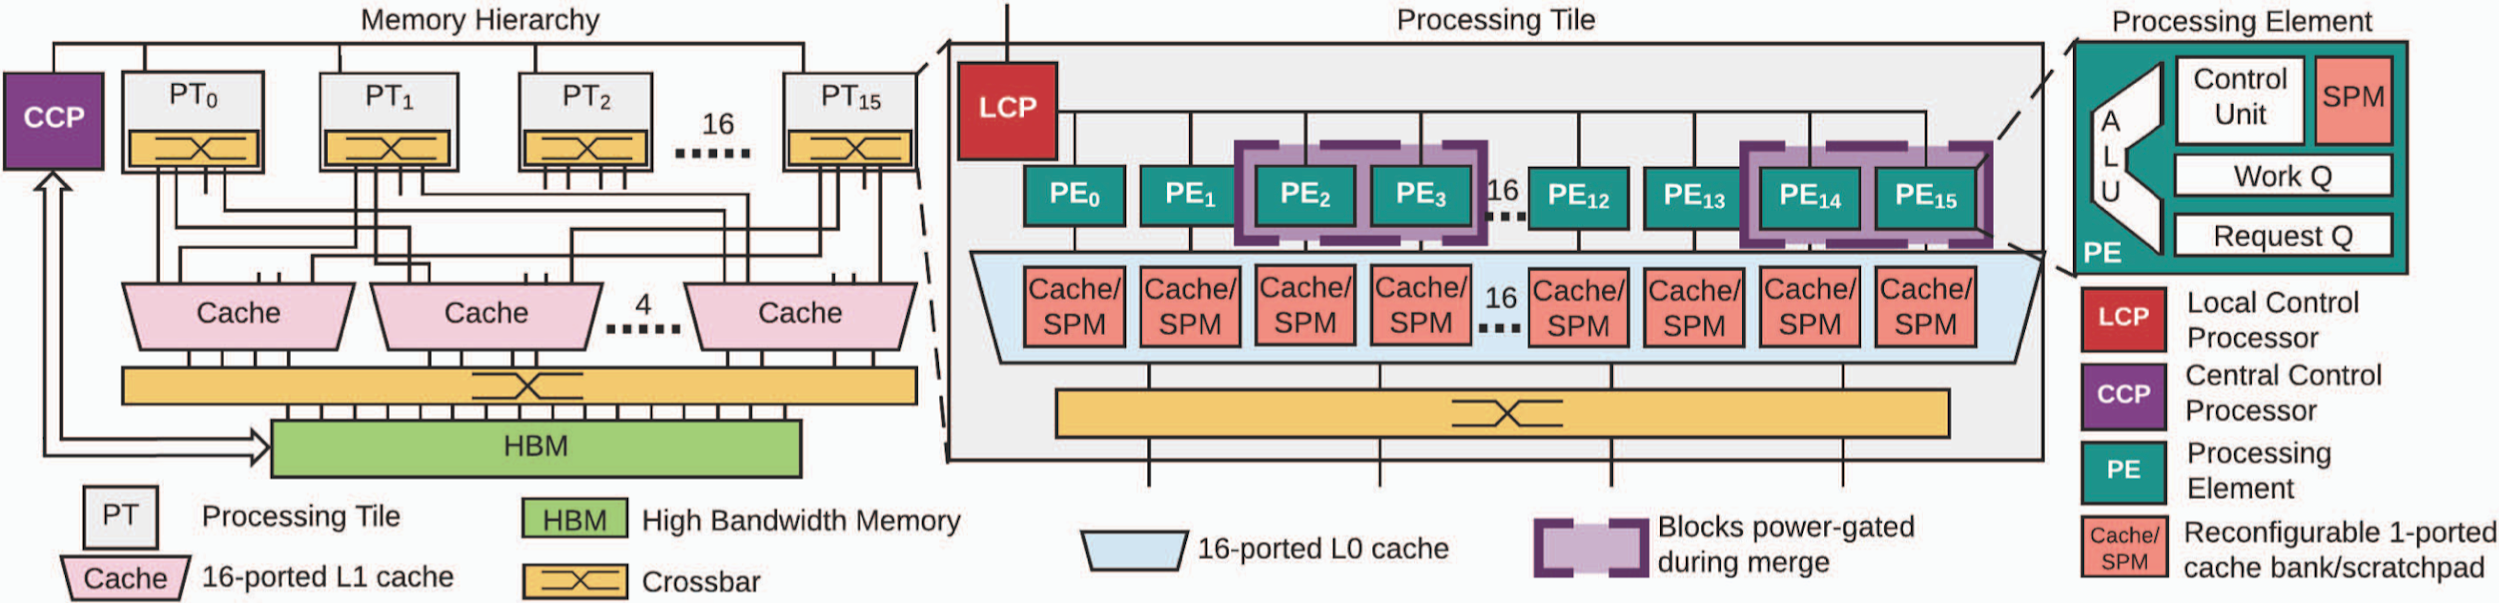 Memory Hierarchy
CCP
PT0
PT1
PT2
16
PT15
Cache
Cache
4
Cache
HBM
PT
Processing Tile
HBM
High Bandwidth Memory
Cache
16-ported L1 cache
Crossbar
Processing Tile
LCP
PE0
PE1
PE2
PE3
16
PE12
PE13
PE14
PE15
Cache/
SPM
Cache/
SPM
Cache/
SPM
Cache/
SPM
16
Cache/
SPM
Cache/
SPM
Cache/
SPM
Cache/
SPM
16-ported L0 cache
Blocks power-gated
during merge
Processing Element
A
L
U
Control
Unit
SPM
Work Q
Request Q
PE
LCP
Local Control
Processor
CCP
Central Control
Processor
PE
Processing
Element
Cache/
SPM
Reconfigurable 1-ported
cache bank/scratchpad